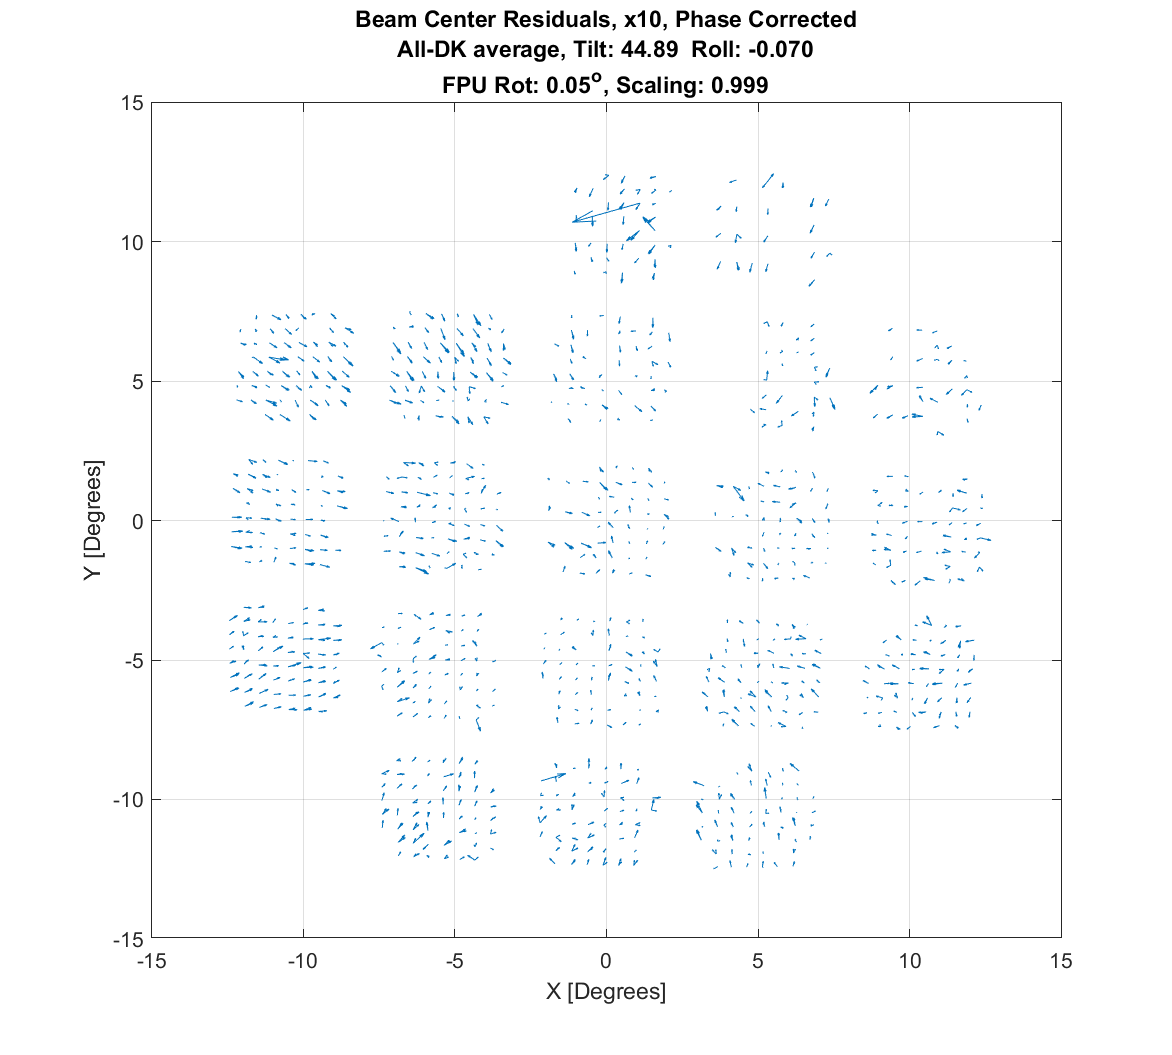 Beam Center Residuals, x10, Phase Corrected
All-DK average, Tilt: 44.89  Roll: -0.070
FPU Rot: 0.05°, Scaling: 0.999
15
10
5
0
-5
-10
-15
Y [Degrees]
-15 -10 -5 0 5 10 15
X [Degrees]